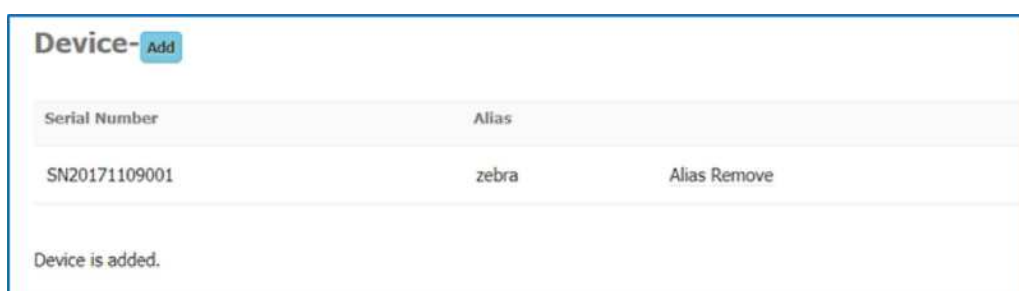 Device- Add
Serial Number Alias
SN20171109001 zebra Alias Remove
Device is added.